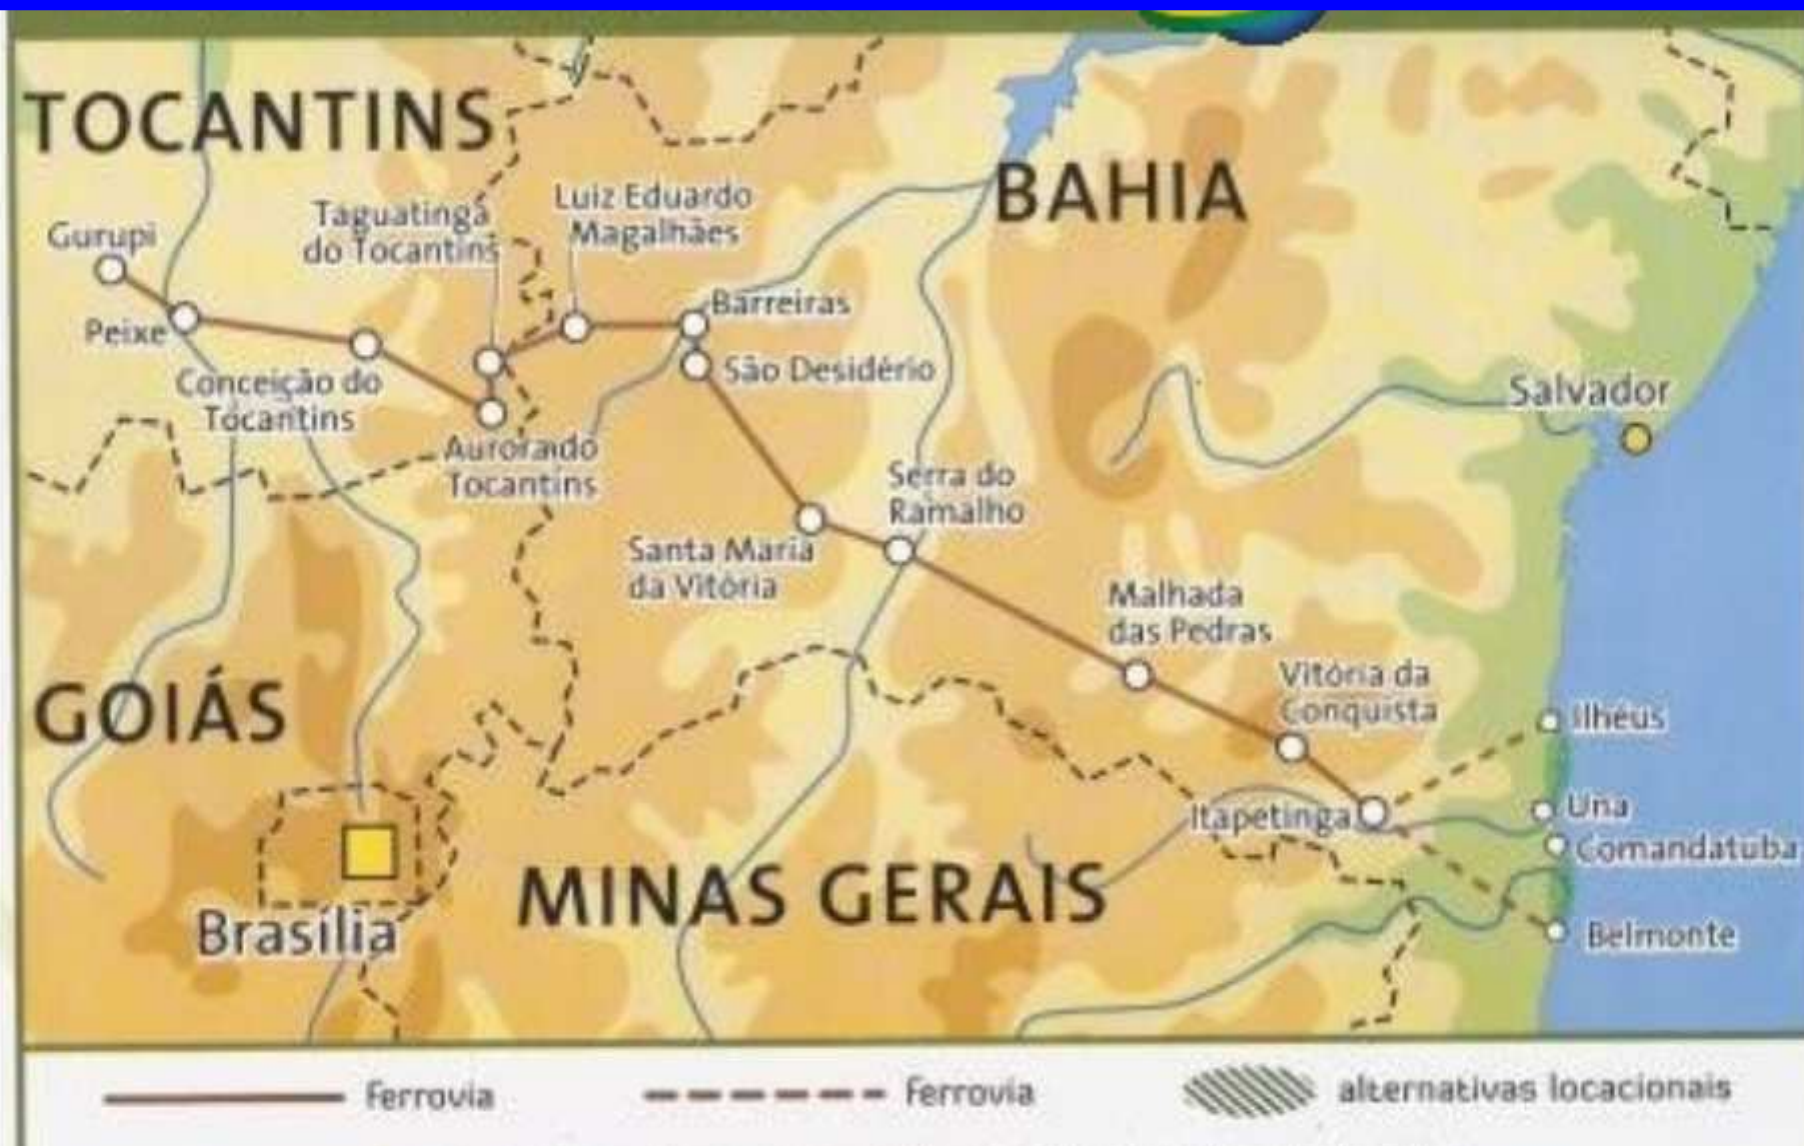 TOCANTINS
BAHIA
Gurupi
Taguatinga
do Tocantins
Luiz Eduardo
Magalhães
Peixe
Barreiras
São Desidério
Conceição do
Tocantins
Salvador
Aurora do
Tocantins
Serra do
Ramalho
Santa Maria
da Vitória
Malhada
das Pedras
GOIÁS
Vitória da
Conquista
Ilhéus
Itapetinga
Una
Comandatuba
MINAS GERAIS
Brasília
Belmonte
Ferrovia
Ferrovia
alternativas locacionais